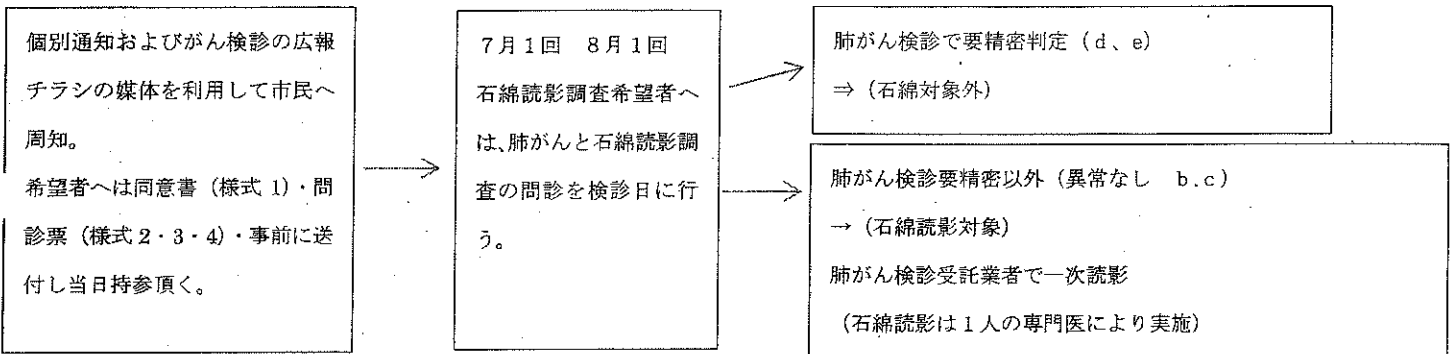 個別通知およびがん検診の広報
チラシの媒体を利用して市民へ
周知。
希望者へは同意書（様式 1）・問
診票（様式 2・3・4）・事前に送
付し当日持参頂く。
7月1回　8月1回
石綿読影調査希望者へ
は、肺がんと石綿読影調
査の問診を検診日に行
う。
肺がん検診で要精密判定（d、e）
⇒（石綿対象外）
肺がん検診要精密以外（異常なし　b.c）
→（石綿読影対象）
肺がん検診受託業者で一次読影
（石綿読影は１人の専門医により実施）